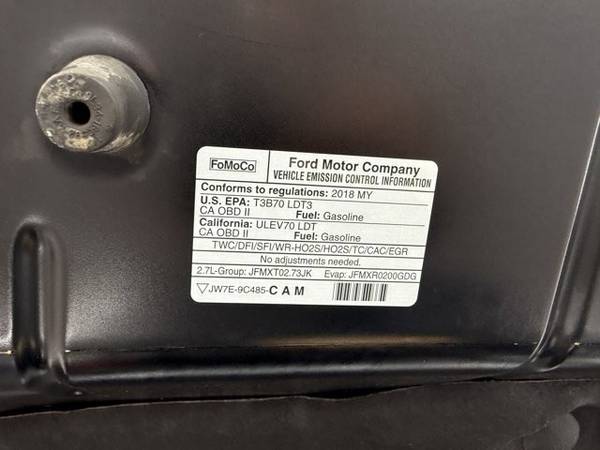 FoMoCo
Ford Motor Company
VEHICLE EMISSION CONTROL INFORMATION
Conforms to regulations: 2018 MY
U.S. EPA: T3B70 LDT3
CA OBD II Fuel: Gasoline
California: ULEV70 LDT
CA OBD II Fuel: Gasoline
TWC/DFI/SFI/WR-HO2S/HO2S/TC/CAC/EGR
No adjustments needed.
2.7L-Group: JFMXT02.73JK Evap: JFMXR0200GDG
JW7E-9C485-CAM